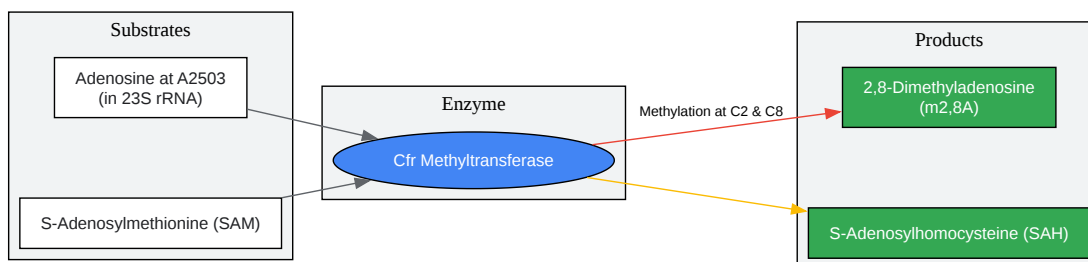 Substrates
Adenosine at A2503
(in 23S rRNA)
S-Adenosylmethionine (SAM)
Enzyme
Cfr Methyltransferase
Methylation at C2 & C8
Products
2,8-Dimethyladenosine
(m2,8A)
S-Adenosylhomocysteine (SAH)